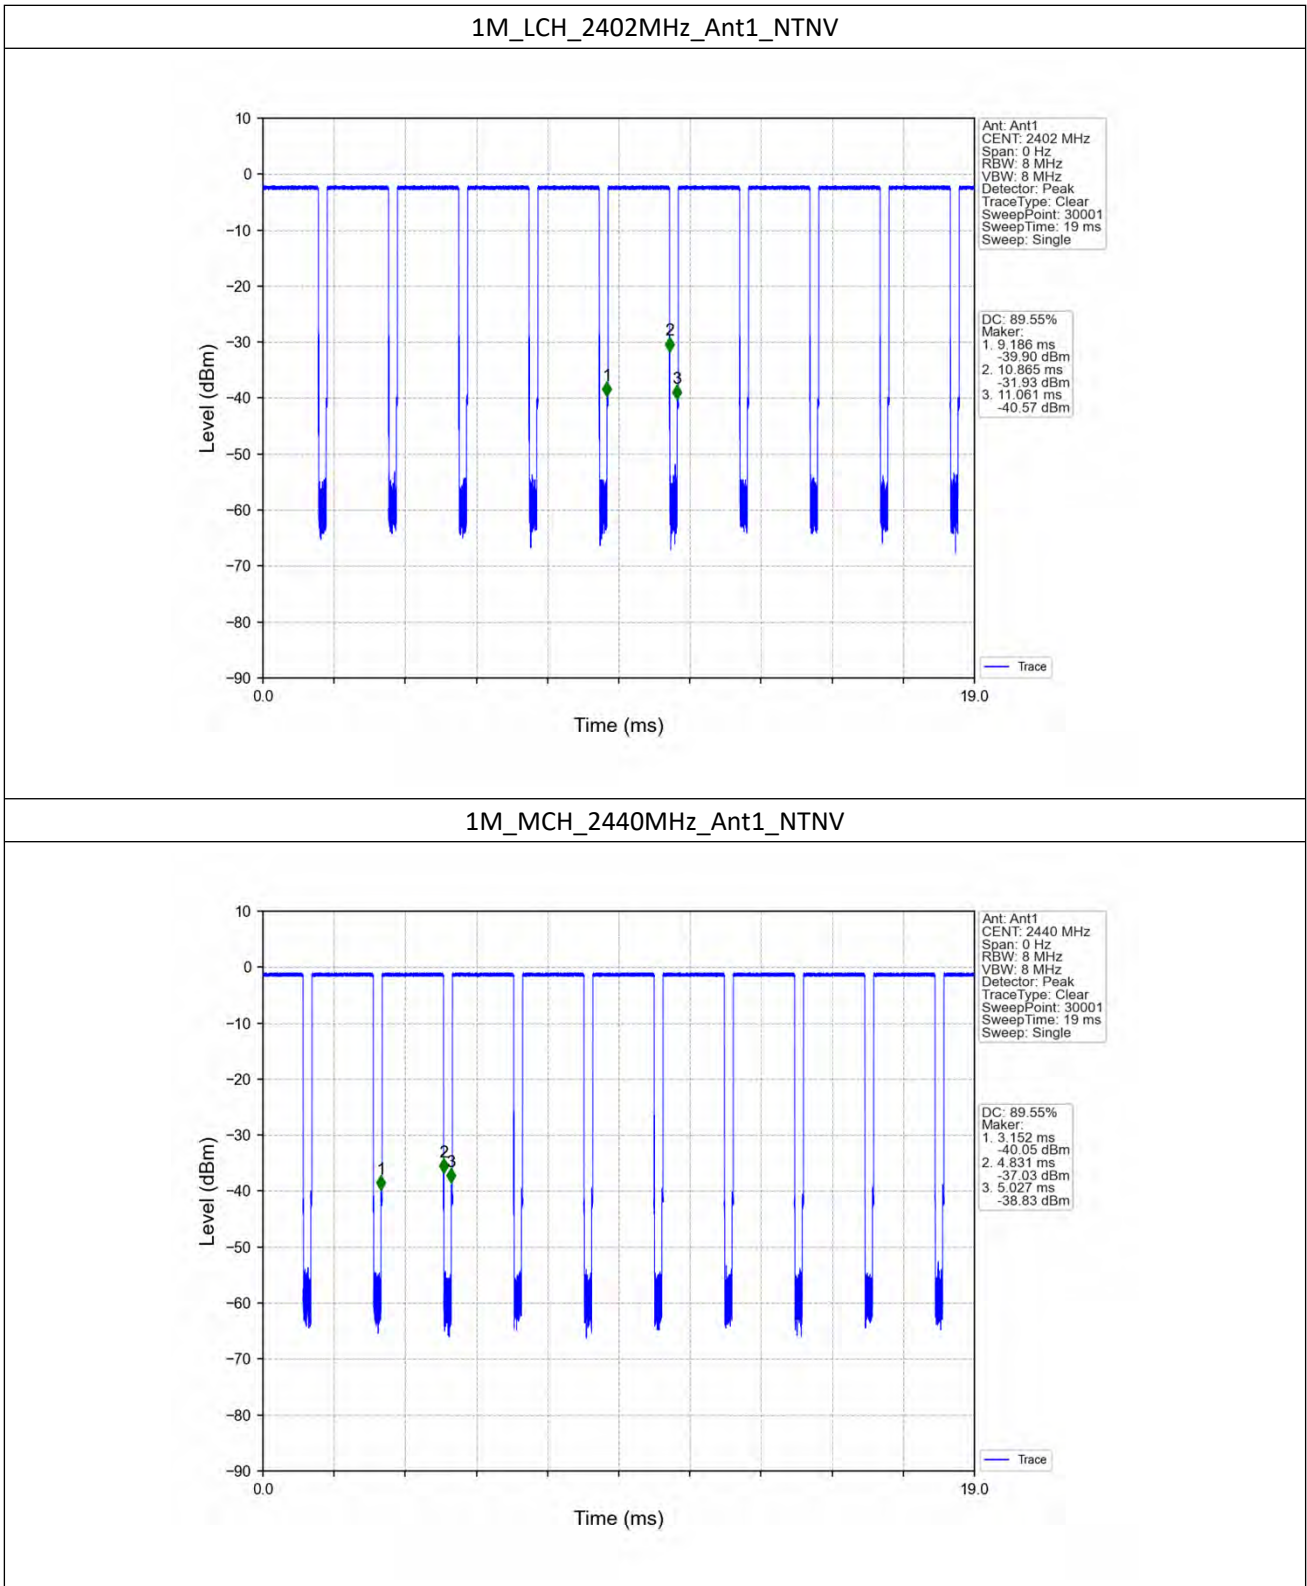 1M_LCH_2402MHz_Ant1_NTNV
10
0
−10
−20
−30
−40
−50
−60
−70
−80
−90
Level (dBm)
0.0
19.0
Time (ms)
1
2
3
Ant: Ant1
CENT: 2402 MHz
Span: 0 Hz
RBW: 8 MHz
VBW: 8 MHz
Detector: Peak
TraceType: Clear
SweepPoint: 30001
SweepTime: 19 ms
Sweep: Single
DC: 89.55%
Maker:
1. 9.186 ms
-39.90 dBm
2. 10.865 ms
-31.93 dBm
3. 11.061 ms
-40.57 dBm
Trace
1M_MCH_2440MHz_Ant1_NTNV
10
0
−10
−20
−30
−40
−50
−60
−70
−80
−90
Level (dBm)
0.0
19.0
Time (ms)
1
2
3
Ant: Ant1
CENT: 2440 MHz
Span: 0 Hz
RBW: 8 MHz
VBW: 8 MHz
Detector: Peak
TraceType: Clear
SweepPoint: 30001
SweepTime: 19 ms
Sweep: Single
DC: 89.55%
Maker:
1. 3.152 ms
-40.05 dBm
2. 4.831 ms
-37.03 dBm
3. 5.027 ms
-38.83 dBm
Trace